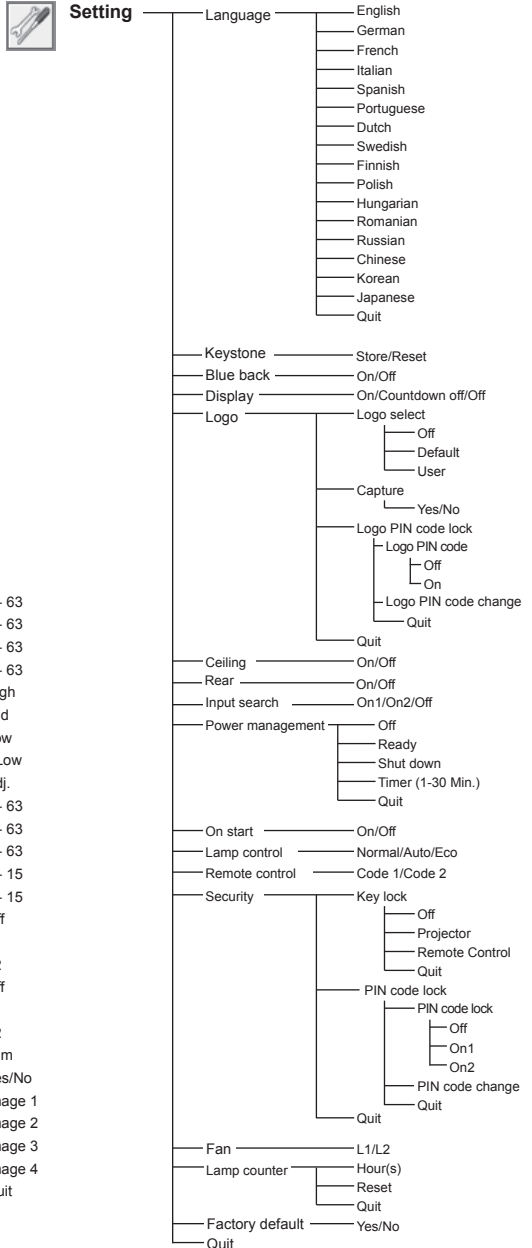 Setting
Language
English
German
French
Italian
Spanish
Portuguese
Dutch
Swedish
Finnish
Polish
Hungarian
Romanian
Russian
Chinese
Korean
Japanese
Quit
Keystone Store/Reset
Blue back On/Off
Display On/Countdown off/Off
Logo
Logo select
Off
Default
User
Capture
Yes/No
Logo PIN code lock
Logo PIN code
Off
On
Logo PIN code change
Quit
Quit
Ceiling On/Off
Rear On/Off
Input search On1/On2/Off
Power management Off
Ready
Shut down
Timer (1-30 Min.)
Quit
On start On/Off
Lamp control Normal/Auto/Eco
Remote control Code 1/Code 2
Security Key lock
Off
Projector
Remote Control
Quit
PIN code lock
PIN code lock
Off
On1
On2
PIN code change
Quit
Quit
Fan L1/L2
Lamp counter Hour(s)
Reset
Quit
Factory default Yes/No
Quit
- 63
- 63
- 63
- 63
gh
d
ow
Low
dj.
- 63
- 63
- 63
- 15
- 15
ff
2
ff
2
m
es/No
age 1
age 2
age 3
age 4
uit